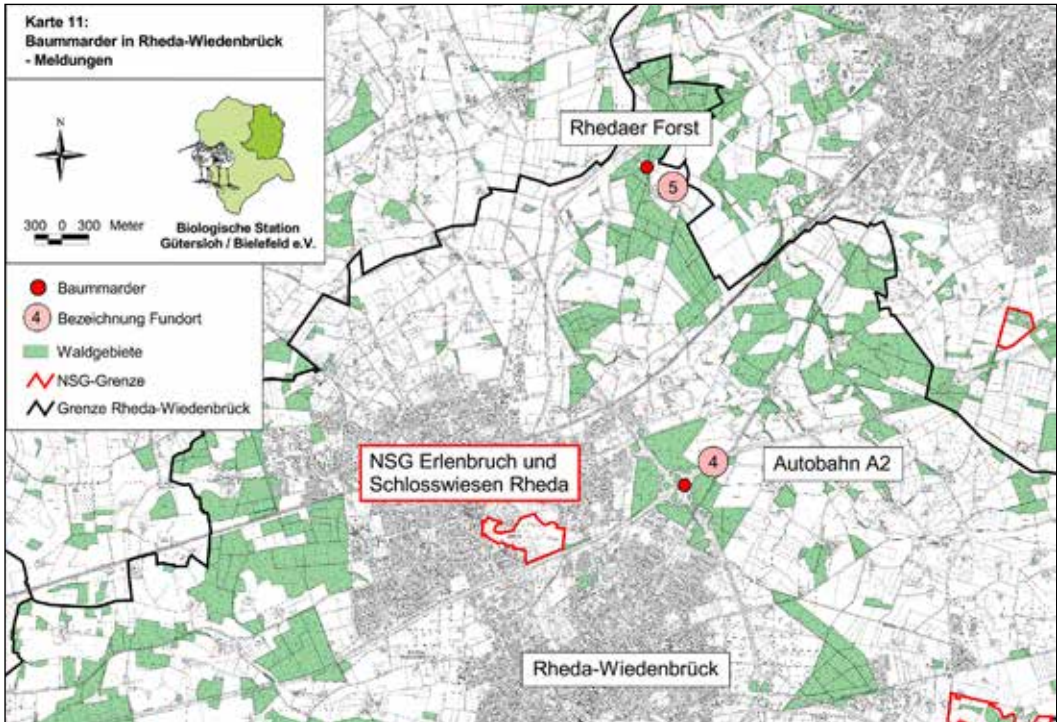 Karte 11:
Baummarder in Rheda-Wiedenbrück
- Meldungen
N
300 0 300 Meter
Biologische Station
Gütersloh / Bielefeld e.V.
Baummarder
4 Bezeichnung Fundort
Waldgebiete
NSG-Grenze
Grenze Rheda-Wiedenbrück
Rhedaer Forst
5
NSG Erlenbruch und
Schlosswiesen Rheda
4
Autobahn A2
Rheda-Wiedenbrück